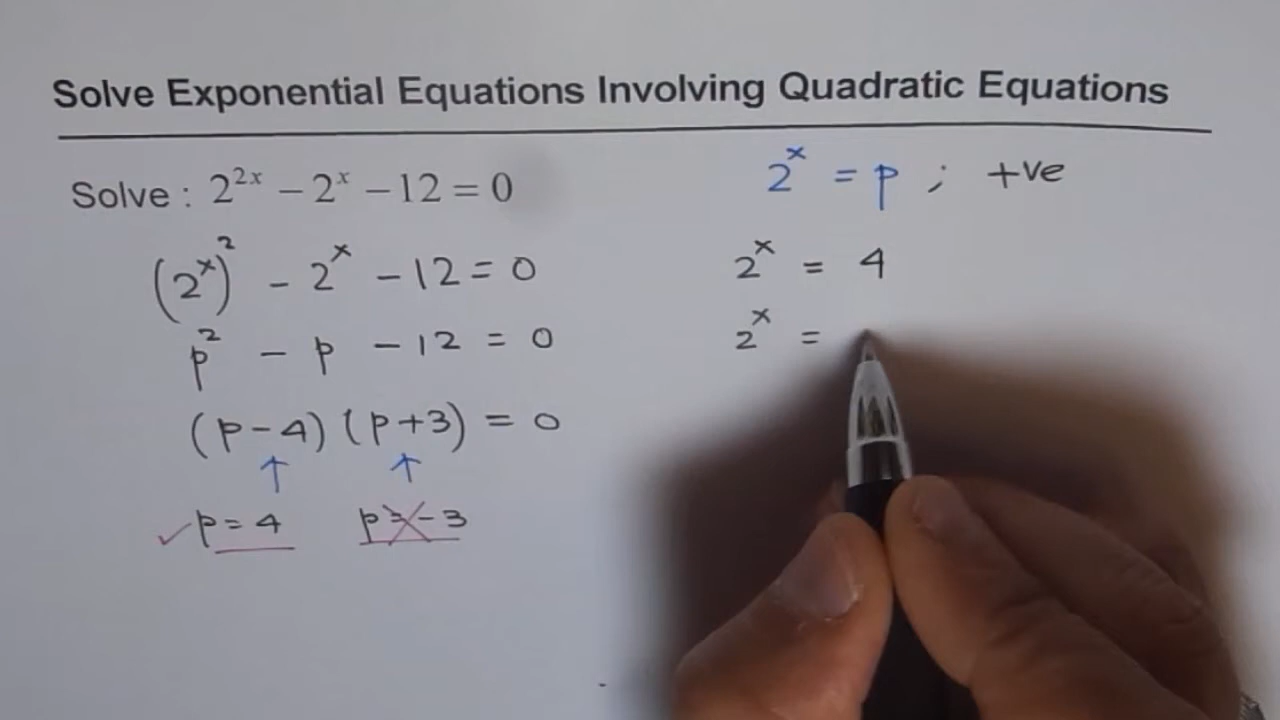 Solve Exponential Equations Involving Quadratic Equations
Solve : 2^{2x} − 2^x − 12 = 0
(2^x)^2 − 2^x − 12 = 0
p^2 − p − 12 = 0
(p − 4) (p + 3) = 0
↑ ↑
✓ p = 4 p = −3
2^x = p ; +ve
2^x = 4
2^x =